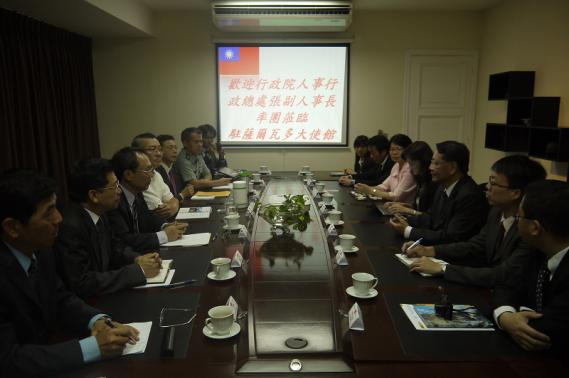 歡迎行政院人事行
政總處張副人事長
率團蒞臨
駐薩爾瓦多大使館